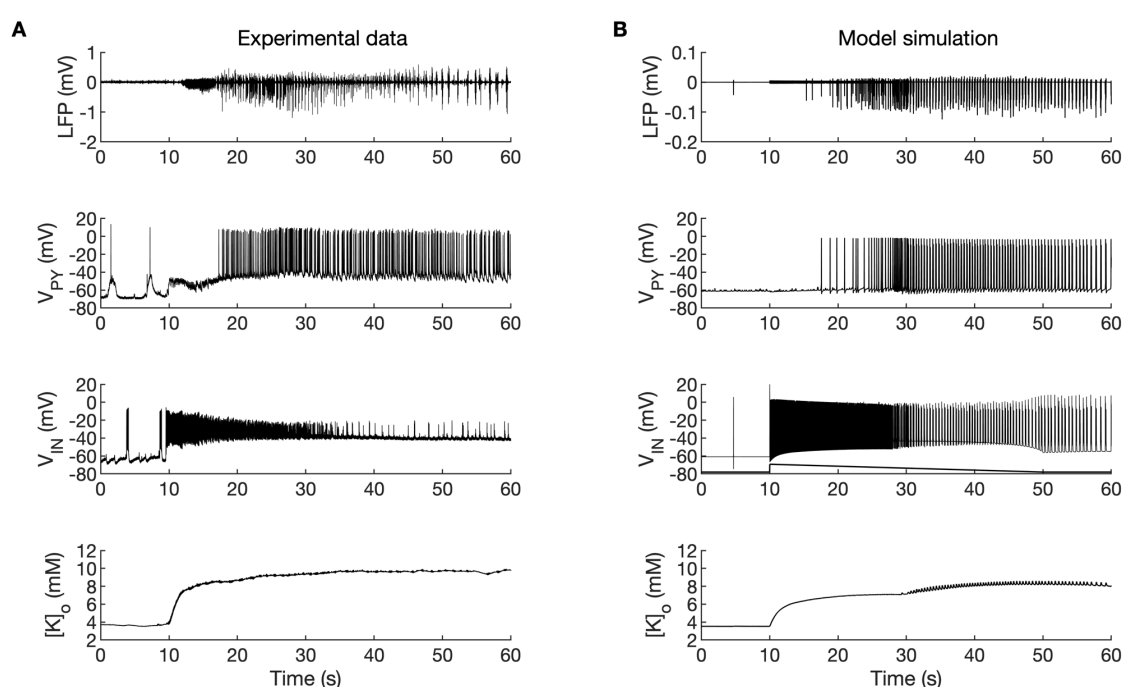 A
Experimental data
LFP (mV)
1
0
-1
-2
0 10 20 30 40 50 60
V_PY (mV)
20
0
-20
-40
-60
-80
0 10 20 30 40 50 60
V_IN (mV)
20
0
-20
-40
-60
-80
0 10 20 30 40 50 60
[K]_o (mM)
12
10
8
6
4
2
0 10 20 30 40 50 60
Time (s)
B
Model simulation
LFP (mV)
0.1
0
-0.1
-0.2
0 10 20 30 40 50 60
V_PY (mV)
20
0
-20
-40
-60
-80
0 10 20 30 40 50 60
V_IN (mV)
20
0
-20
-40
-60
-80
0 10 20 30 40 50 60
[K]_o (mM)
12
10
8
6
4
2
0 10 20 30 40 50 60
Time (s)